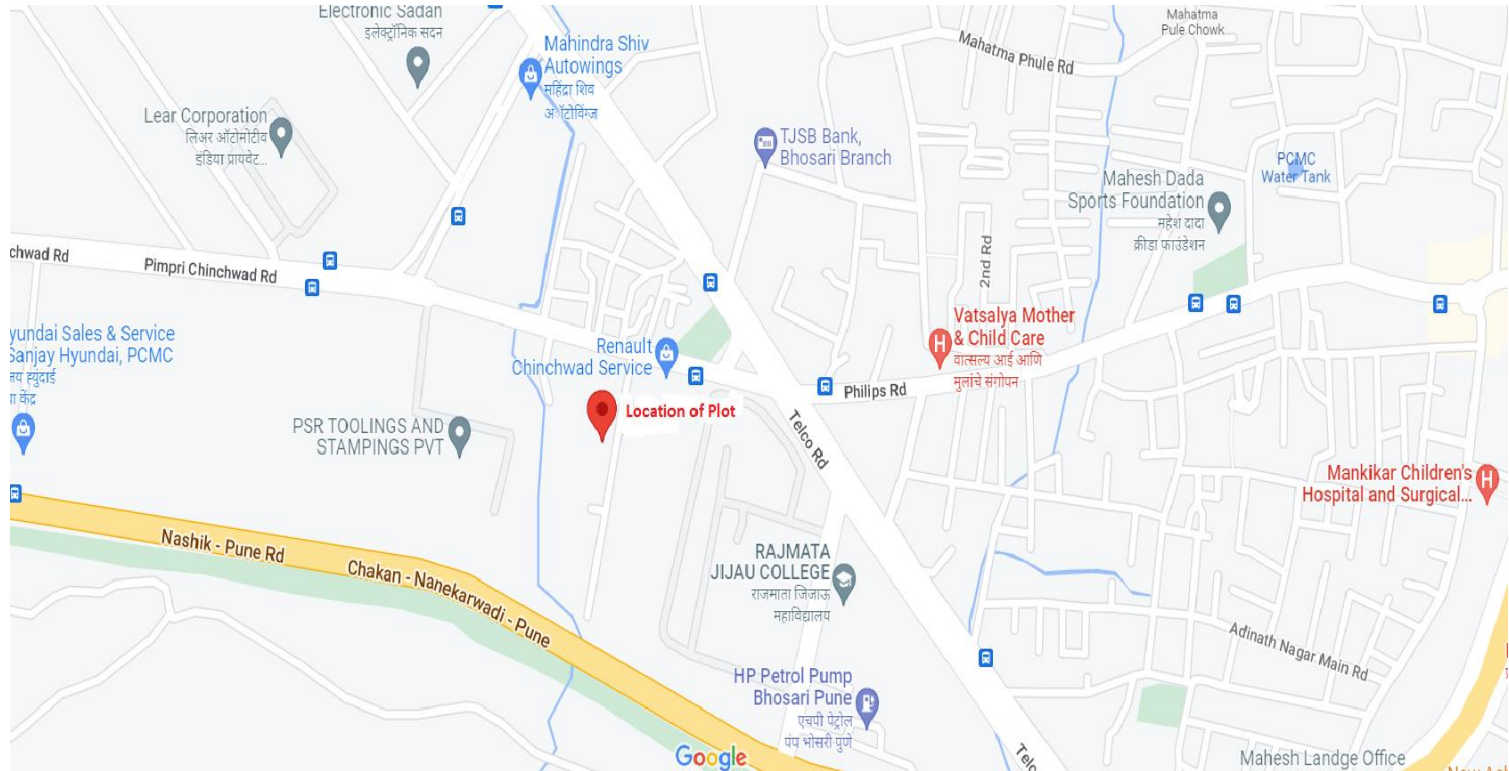 Electronic Sadan
इलेक्ट्रॉनिक सदन
Mahatma
Pule Chowk
Mahindra Shiv
Autowings
महिंद्रा शिव
अॅटोविंग्ज
Mahatma Phule Rd
Lear Corporation
लिअर ऑटोमोटीव
इंडिया प्रायवेट...
TJSB Bank,
Bhosari Branch
PCMC
Water Tank
Mahesh Dada
Sports Foundation
महेश दादा
क्रीडा फाउंडेशन
chwad Rd
Pimpri Chinchwad Rd
2nd Rd
yundai Sales & Service
Sanjay Hyundai, PCMC
जय ह्युंदाई
या केंद्र
Renault
Chinchwad Service
Vatsalya Mother
& Child Care
वात्सल्य आई आणि
मुलांचे संगोपन
Philips Rd
Location of Plot
PSR TOOLINGS AND
STAMPINGS PVT
Telco Rd
Mankikar Children's
Hospital and Surgical...
Nashik - Pune Rd
Chakan - Nanekarwadi - Pune
RAJMATA
JIJAU COLLEGE
राजमाता जिजाऊ
महाविद्यालय
Adinath Nagar Main Rd
HP Petrol Pump
Bhosari Pune
एचपी पेट्रोल
पंप भोसरी पुणे
Google
Telc
Mahesh Landge Office